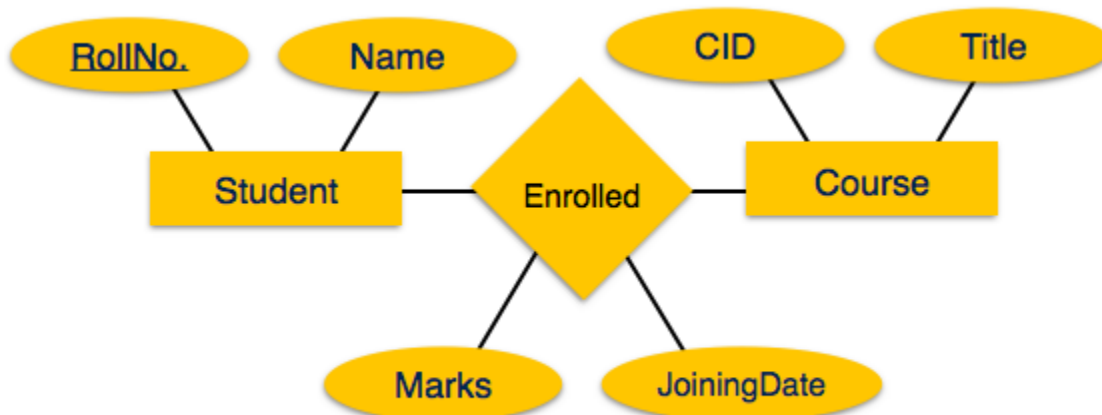 RollNo.
Name
CID
Title
Student
Enrolled
Course
Marks
JoiningDate